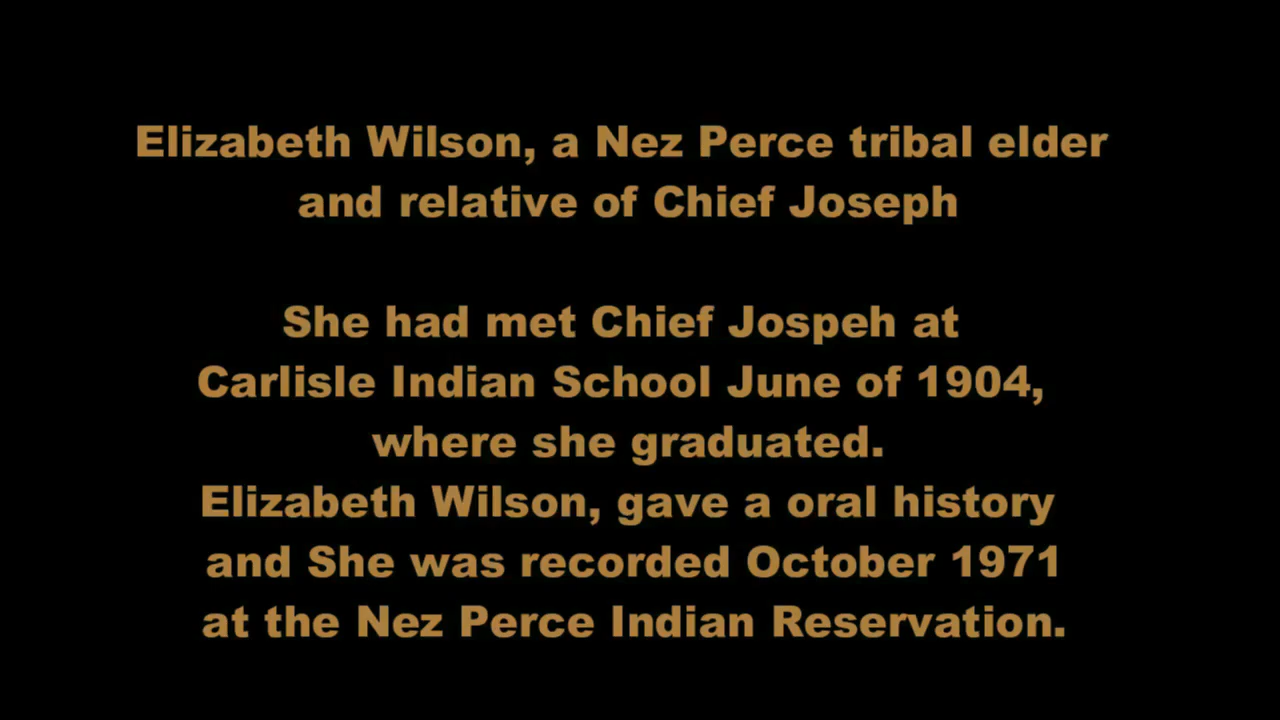 Elizabeth Wilson, a Nez Perce tribal elder
and relative of Chief Joseph
She had met Chief Jospeh at
Carlisle Indian School June of 1904,
where she graduated.
Elizabeth Wilson, gave a oral history
and She was recorded October 1971
at the Nez Perce Indian Reservation.